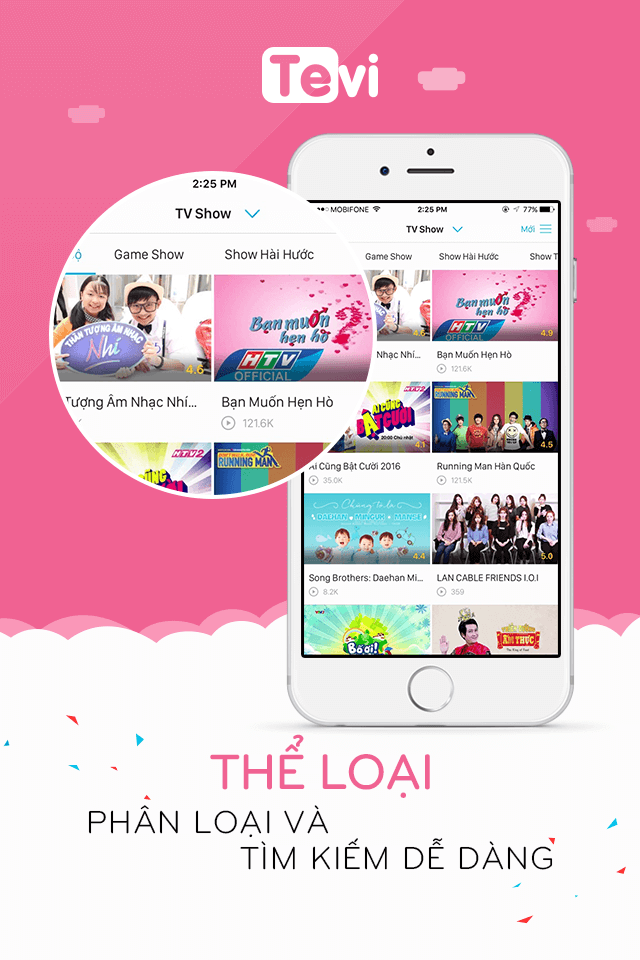 Tevi
2:25 PM
TV Show
Game Show
Show Hài Hước
THẦN TƯỢNG ÂM NHẠC
Nhí
4.6
Bạn muốn
hẹn hò
?
HTV
OFFICIAL
Tượng Âm Nhạc Nhí...
Bạn Muốn Hẹn Hò
121.6K
HTV2
RUNNING MAN
MOBIFONE
2:25 PM
77%
TV Show
Mới
Game Show
Show Hài Hước
Show T
Bạn muốn
hẹn hò
?
HTV
OFFICIAL
4.6
4.9
Nhạc Nhí...
Bạn Muốn Hẹn Hò
121.6K
HTV2
AI CŨNG
BẬT CƯỜI
20:00 Chủ nhật
4.1
RUNNING MAN
4.5
Ai Cũng Bật Cười 2016
35.0K
Running Man Hàn Quốc
121.5K
Chúng ta là
DAEHAN MINGUK MANSE
4.4
5.0
Song Brothers: Daehan Mi...
8.2K
LAN CABLE FRIENDS I.O.I
359
Bố ơi!
ẨM THỰC
THỂ LOẠI
PHÂN LOẠI VÀ
TÌM KIẾM DỄ DÀNG